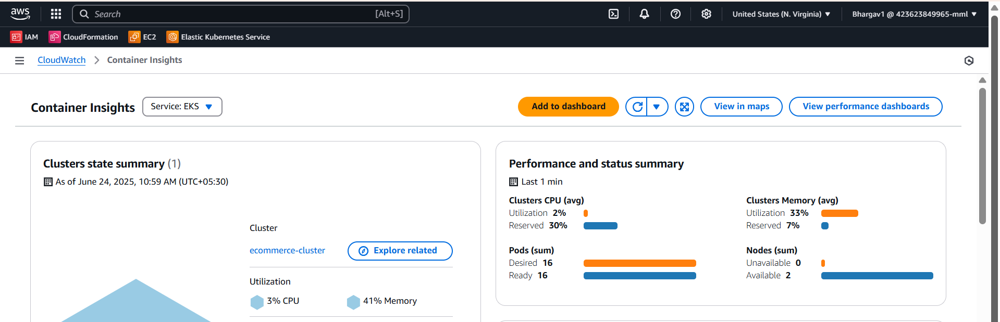 aws
Search [Alt+S]
United States (N. Virginia) Bhargav1 @ 423623849965-mml
IAM CloudFormation EC2 Elastic Kubernetes Service
CloudWatch Container Insights
Container Insights Service: EKS Add to dashboard View in maps View performance dashboards
Clusters state summary (1)
As of June 24, 2025, 10:59 AM (UTC+05:30)
Cluster
ecommerce-cluster Explore related
Utilization
3% CPU 41% Memory
Performance and status summary
Last 1 min
Clusters CPU (avg)
Utilization 2%
Reserved 30%
Clusters Memory (avg)
Utilization 33%
Reserved 7%
Pods (sum)
Desired 16
Ready 16
Nodes (sum)
Unavailable 0
Available 2